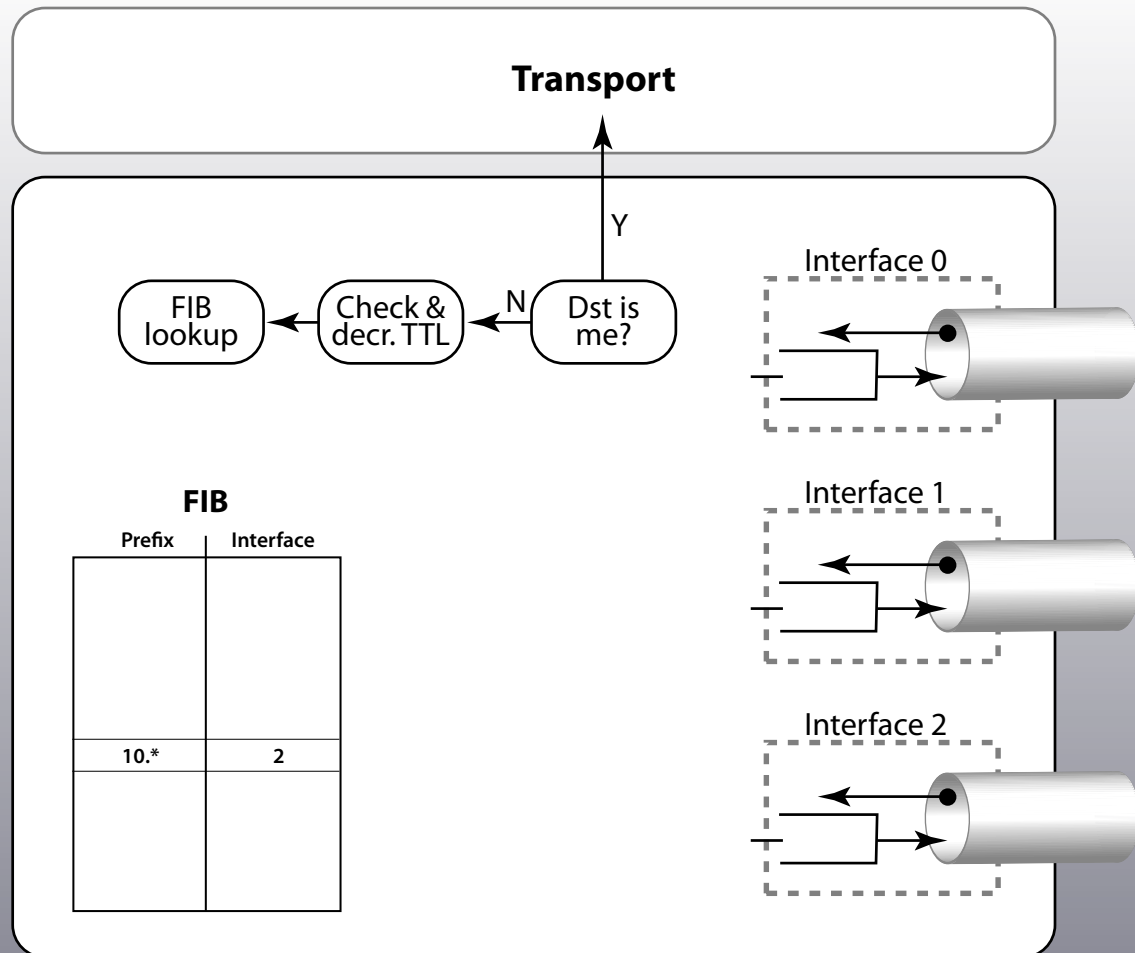 Transport
Y
Interface 0
FIB
lookup
Check &
decr. TTL
N
Dst is
me?
Interface 1
FIB
Prefix Interface
10.* 2
Interface 2